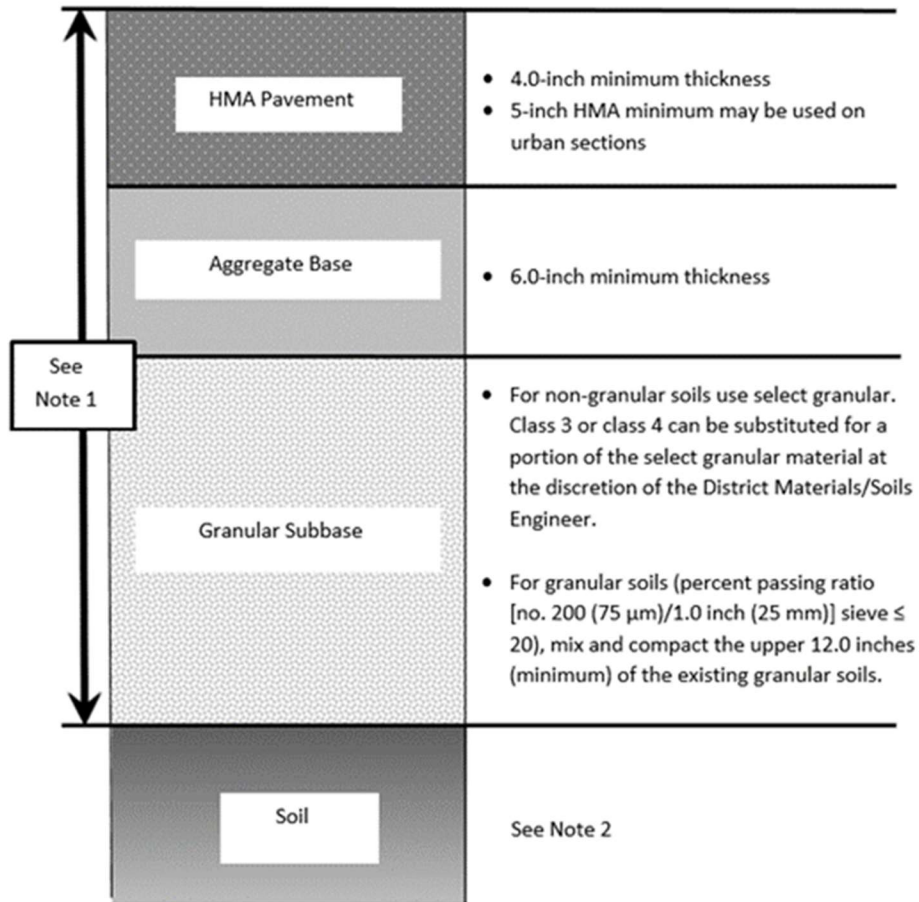 HMA Pavement
• 4.0-inch minimum thickness
• 5-inch HMA minimum may be used on
urban sections
Aggregate Base
• 6.0-inch minimum thickness
See
Note 1
Granular Subbase
• For non-granular soils use select granular.
Class 3 or class 4 can be substituted for a
portion of the select granular material at
the discretion of the District Materials/Soils
Engineer.
• For granular soils (percent passing ratio
[no. 200 (75 μm)/1.0 inch (25 mm)] sieve ≤
20), mix and compact the upper 12.0 inches
(minimum) of the existing granular soils.
Soil
See Note 2